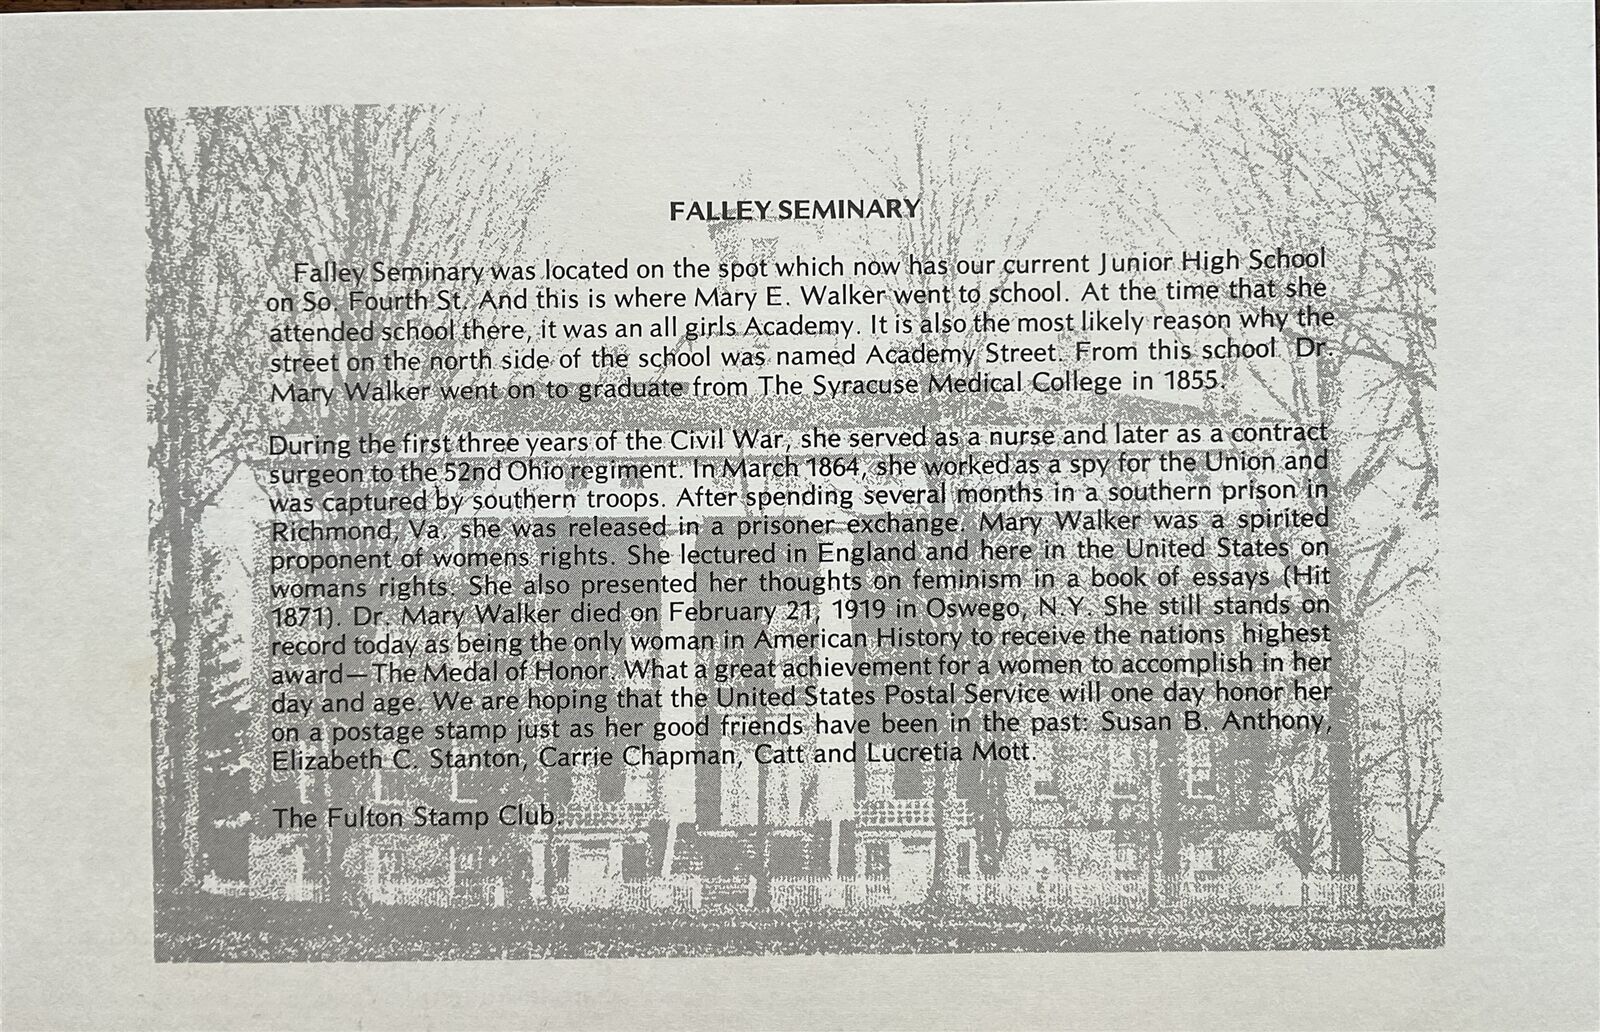 FALLEY SEMINARY
Falley Seminary was located on the spot which now has our current Junior High School
on So. Fourth St. And this is where Mary E. Walker went to school. At the time that she
attended school there, it was an all girls Academy. It is also the most likely reason why the
street on the north side of the school was named Academy Street. From this school Dr.
Mary Walker went on to graduate from The Syracuse Medical College in 1855.
During the first three years of the Civil War, she served as a nurse and later as a contract
surgeon to the 52nd Ohio regiment. In March 1864, she worked as a spy for the Union and
was captured by southern troops. After spending several months in a southern prison in
Richmond, Va. she was released in a prisoner exchange. Mary Walker was a spirited
proponent of womens rights. She lectured in England and here in the United States on
womans rights. She also presented her thoughts on feminism in a book of essays (Hit
1871). Dr. Mary Walker died on February 21, 1919 in Oswego, N.Y. She still stands on
record today as being the only woman in American History to receive the nations highest
award—The Medal of Honor. What a great achievement for a women to accomplish in her
day and age. We are hoping that the United States Postal Service will one day honor her
on a postage stamp just as her good friends have been in the past: Susan B. Anthony,
Elizabeth C. Stanton, Carrie Chapman, Catt and Lucretia Mott.
The Fulton Stamp Club.